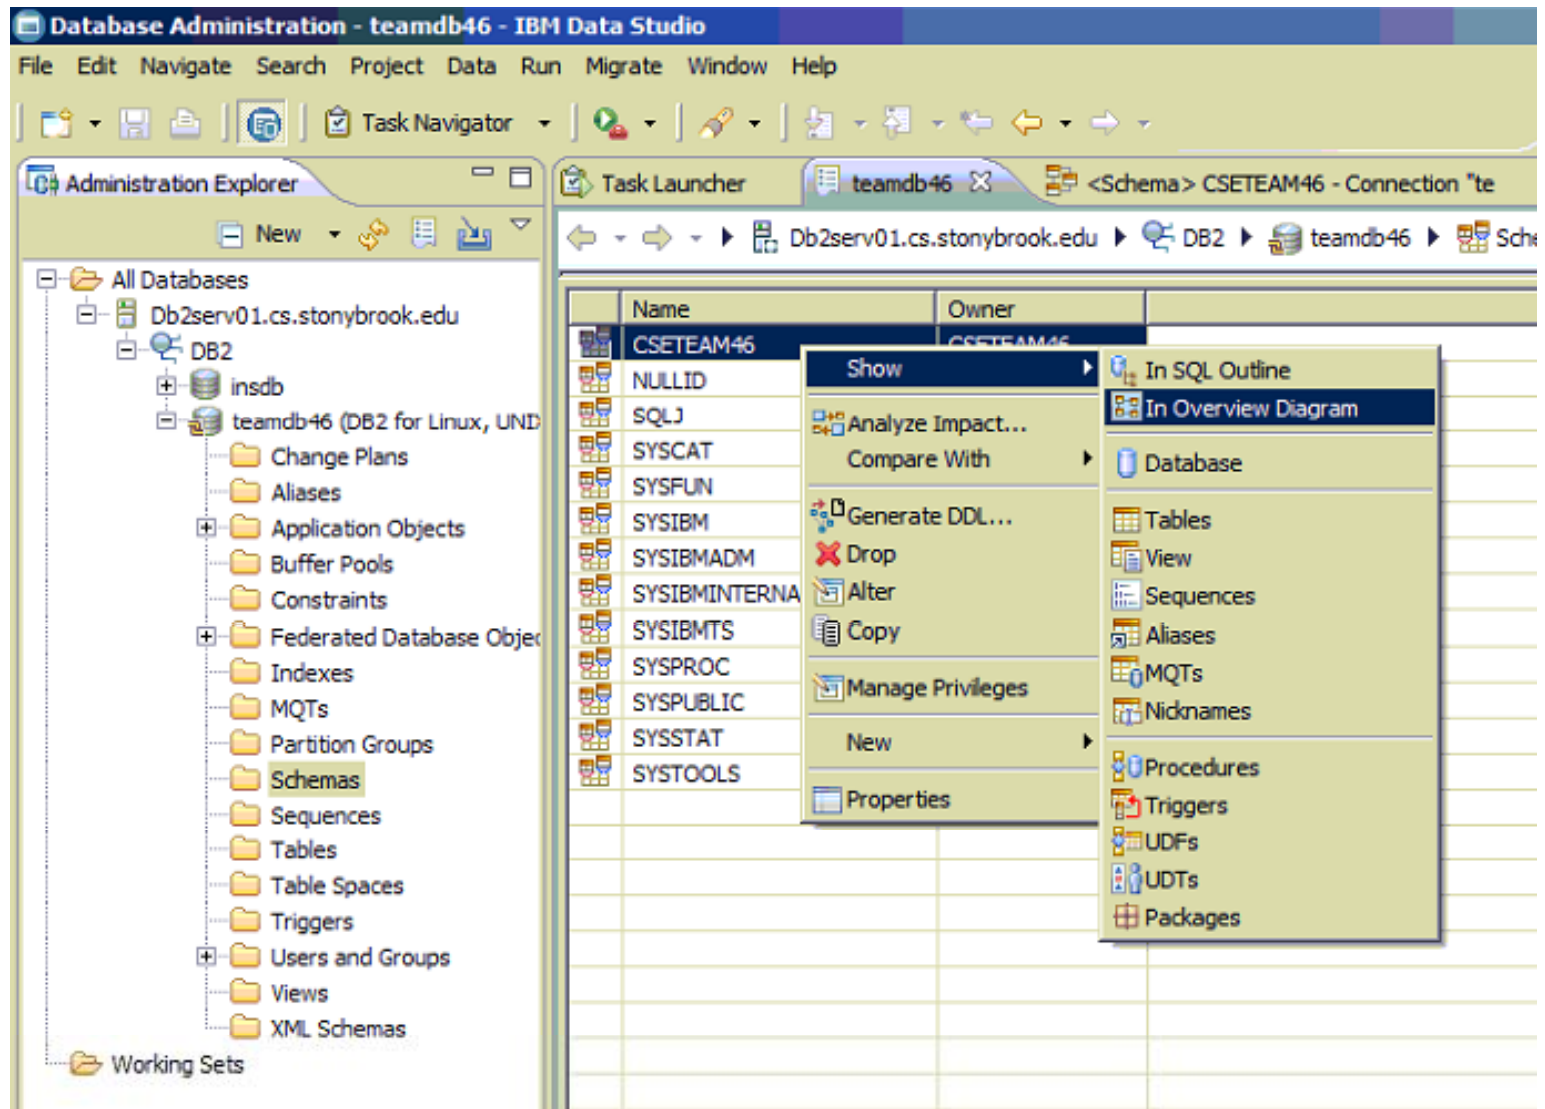 Database Administration - teamdb46 - IBM Data Studio
File Edit Navigate Search Project Data Run Migrate Window Help
Task Navigator
Administration Explorer
New
All Databases
Db2serv01.cs.stonybrook.edu
DB2
insdb
teamdb46 (DB2 for Linux, UNI
Change Plans
Aliases
Application Objects
Buffer Pools
Constraints
Federated Database Objec
Indexes
MQTs
Partition Groups
Schemas
Sequences
Tables
Table Spaces
Triggers
Users and Groups
Views
XML Schemas
Working Sets
Task Launcher teamdb46 <Schema> CSETEAM46 - Connection "te
Db2serv01.cs.stonybrook.edu DB2 teamdb46 Sche
Name Owner
CSETEAM46 CSETEAM46
NULLID
SQLJ
SYSCAT
SYSFUN
SYSIBM
SYSIBMADM
SYSIBMINTERNA
SYSIBMTS
SYSPROC
SYSPUBLIC
SYSSTAT
SYSTOOLS
Show
Analyze Impact...
Compare With
Generate DDL...
Drop
Alter
Copy
Manage Privileges
New
Properties
In SQL Outline
In Overview Diagram
Database
Tables
View
Sequences
Aliases
MQTs
Nicknames
Procedures
Triggers
UDFs
UDTs
Packages